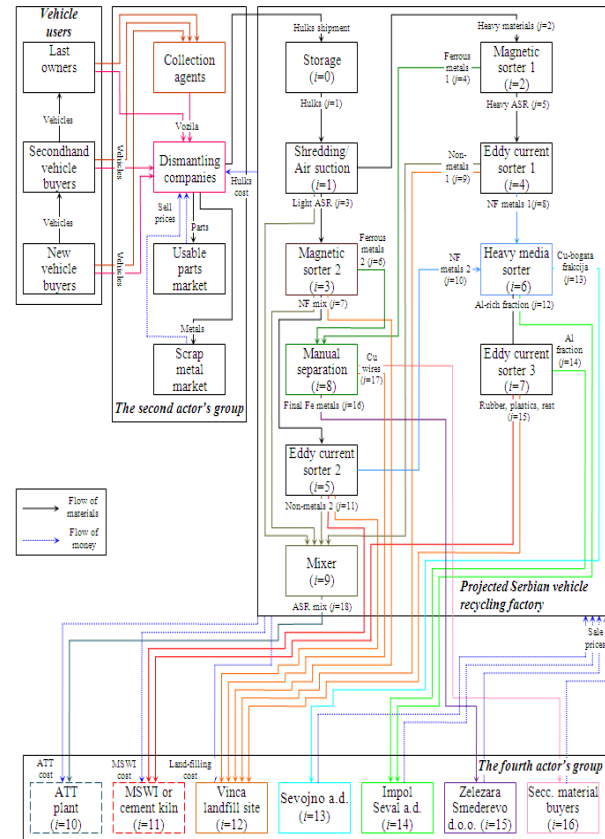 Vehicle
users
Last
owners
Vehicles
Secondhand
vehicle
buyers
Vehicles
New
vehicle
buyers
Vehicles
Vehicles
Collection
agents
Vozila
Dismantling
companies
Sell
prices
Parts
Usable
parts
market
Metals
Scrap
metal
market
The second actor's group
Hulks shipment
Hulks
cost
Storage
(i=0)
Hulks (j=1)
Shredding/
Air suction
(i=1)
Light ASR (j=3)
Magnetic
sorter 2
(i=3)
NF mix (j=7)
Ferrous
metals
2 (j=6)
Manual
separation
(i=8)
Cu
wires
(j=17)
Final Fe metals (j=16)
Eddy current
sorter 2
(i=5)
Non-metals 2 (j=11)
Mixer
(i=9)
ASR mix (j=18)
Heavy materials (j=2)
Ferrous
metals
1 (j=4)
Magnetic
sorter 1
(i=2)
Heavy ASR (j=5)
Non-
metals
1 (j=9)
Eddy current
sorter 1
(i=4)
NF metals 1 (j=8)
NF
metals 2
(j=10)
Heavy media
sorter
(i=6)
Cu-bogata
frakcija
(j=13)
Al-rich fraction (j=12)
Eddy current
sorter 3
(i=7)
Al
fraction
(j=14)
Rubber, plastics, rest
(j=15)
Projected Serbian vehicle
recycling factory
Flow of
materials
Flow of
money
Sale
prices
The fourth actor's group
ATT
cost
MSWI
cost
Land-filling
cost
ATT
plant
(i=10)
MSWI or
cement kiln
(i=11)
Vinca
landfill site
(i=12)
Sevojno a.d.
(i=13)
Impol
Seval a.d.
(i=14)
Zelezara
Smederevo
d.o.o. (i=15)
Secc. material
buyers
(i=16)